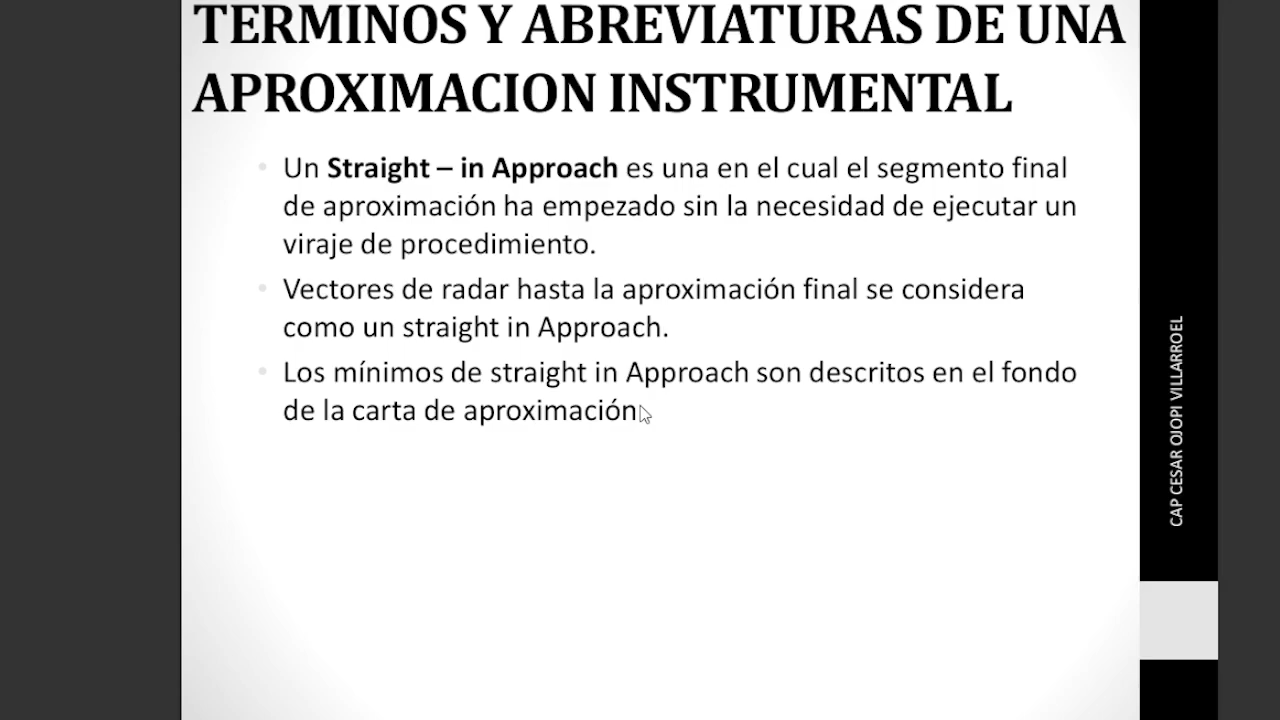 TERMINOS Y ABREVIATURAS DE UNA
APROXIMACION INSTRUMENTAL
• Un Straight – in Approach es una en el cual el segmento final
de aproximación ha empezado sin la necesidad de ejecutar un
viraje de procedimiento.
• Vectores de radar hasta la aproximación final se considera
como un straight in Approach.
• Los mínimos de straight in Approach son descritos en el fondo
de la carta de aproximación
CAP CESAR OJOPI VILLARROEL